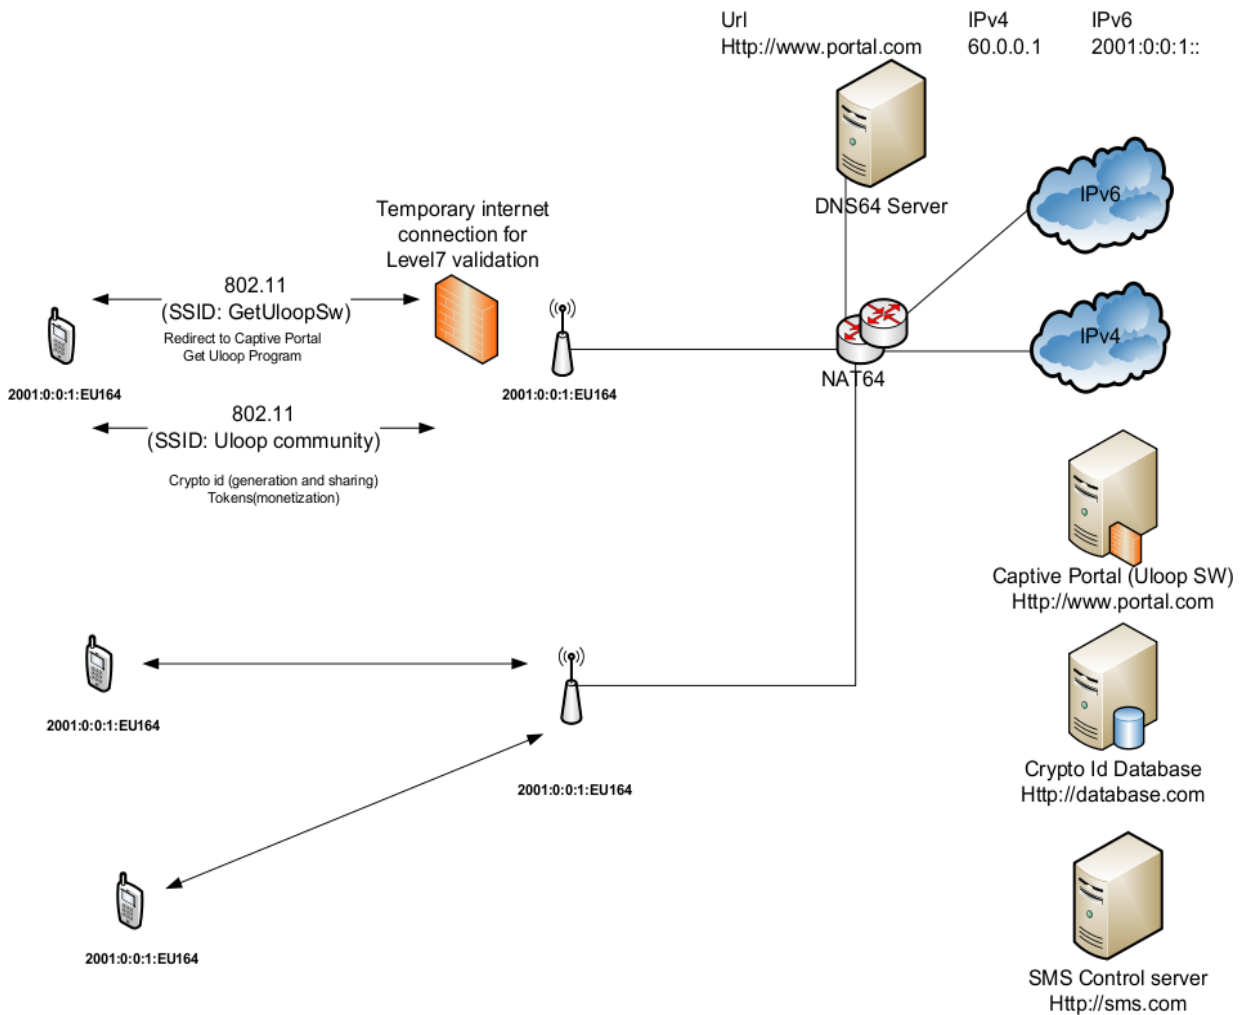 Url IPv4 IPv6
Http://www.portal.com 60.0.0.1 2001:0:0:1::
DNS64 Server
IPv6
Temporary internet
connection for
Level7 validation
802.11
(SSID: GetUloopSw)
Redirect to Captive Portal
Get Uloop Program
IPv4
NAT64
2001:0:0:1:EU164
2001:0:0:1:EU164
802.11
(SSID: Uloop community)
Crypto id (generation and sharing)
Tokens(monetization)
Captive Portal (Uloop SW)
Http://www.portal.com
2001:0:0:1:EU164
2001:0:0:1:EU164
Crypto Id Database
Http://database.com
2001:0:0:1:EU164
SMS Control server
Http://sms.com